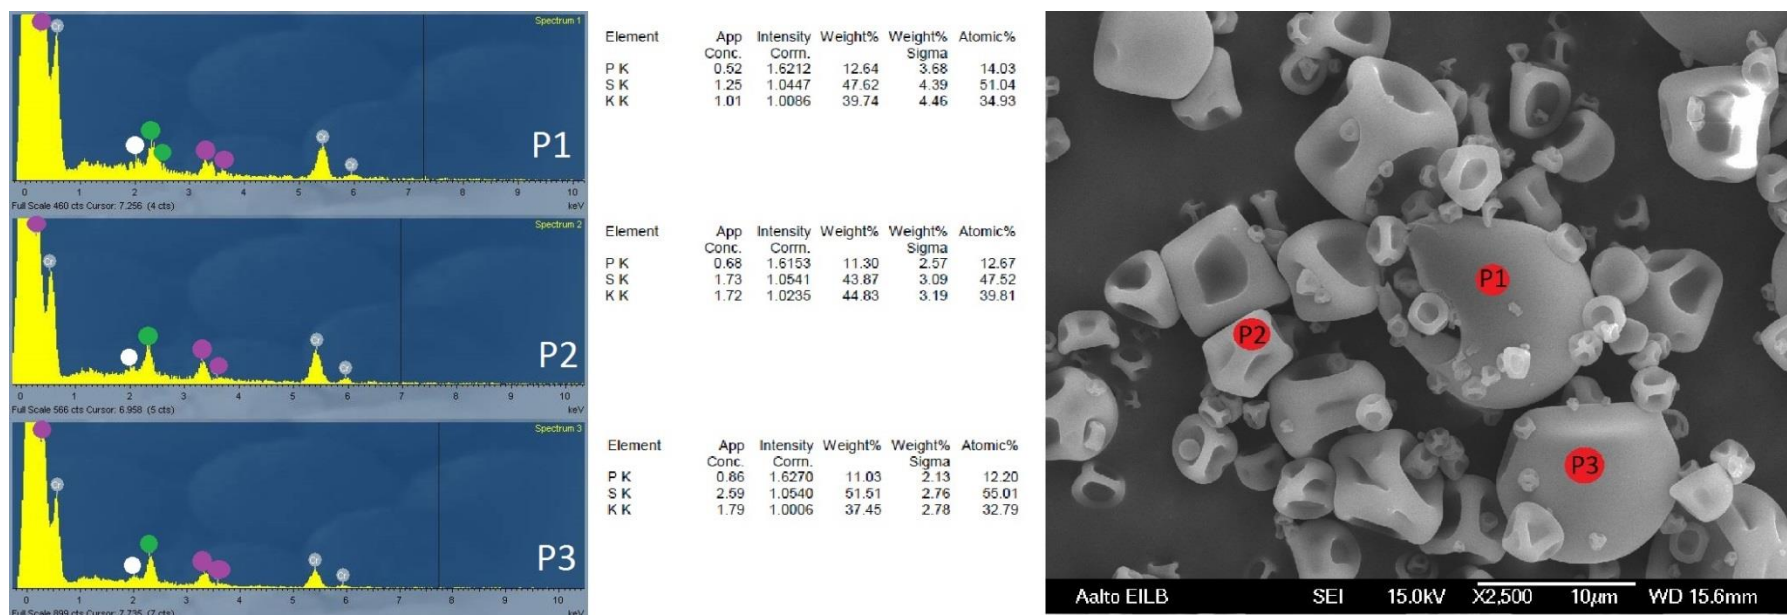 Spectrum 1
Cr
Cr
Cr
P1
0 1 2 3 4 5 6 7 8 9 10
Full Scale 460 cts Cursor: 7.256 (4 cts) keV
Element App Conc. Intensity Corrn. Weight% Weight% Sigma Atomic%
P K 0.52 1.6212 12.64 3.68 14.03
S K 1.25 1.0447 47.62 4.39 51.04
K K 1.01 1.0086 39.74 4.46 34.93
Spectrum 2
Cr
Cr
Cr
P2
0 1 2 3 4 5 6 7 8 9 10
Full Scale 566 cts Cursor: 6.958 (5 cts) keV
Element App Conc. Intensity Corrn. Weight% Weight% Sigma Atomic%
P K 0.68 1.6153 11.30 2.57 12.67
S K 1.73 1.0541 43.87 3.09 47.52
K K 1.72 1.0235 44.83 3.19 39.81
Spectrum 3
Cr
Cr
Cr
P3
0 1 2 3 4 5 6 7 8 9 10
Full Scale 899 cts Cursor: 7.735 (7 cts) keV
Element App Conc. Intensity Corrn. Weight% Weight% Sigma Atomic%
P K 0.86 1.6270 11.03 2.13 12.20
S K 2.59 1.0540 51.51 2.76 55.01
K K 1.79 1.0006 37.45 2.78 32.79
P1
P2
P3
Aalto EILB SEI 15.0kV X2,500 10μm WD 15.6mm